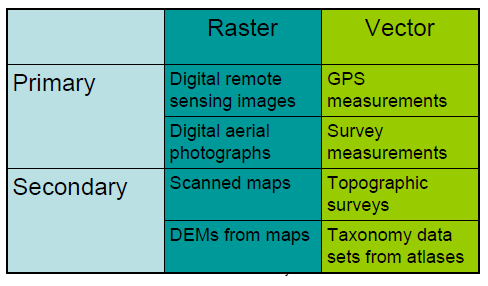 Raster Vector
Primary
Digital remote
sensing images
GPS
measurements
Digital aerial
photographs
Survey
measurements
Secondary
Scanned maps
Topographic
surveys
DEMs from maps
Taxonomy data
sets from atlases